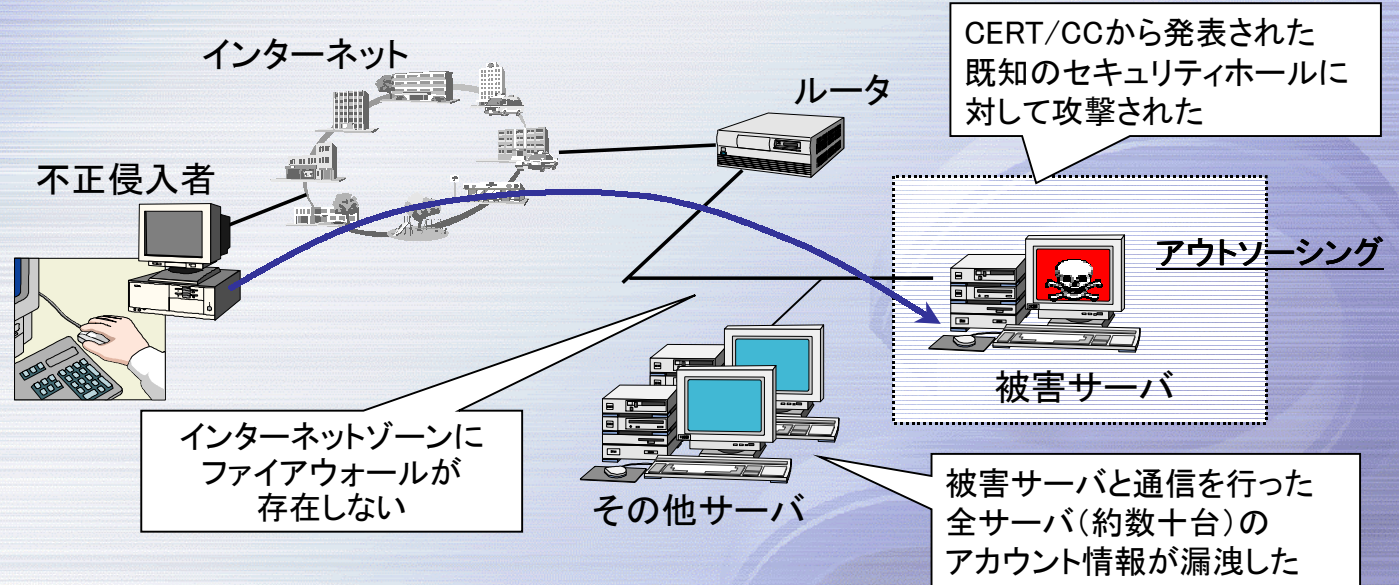 CERT/CCから発表された
既知のセキュリティホールに
対して攻撃された
インターネット
ルータ
不正侵入者
アウトソーシング
被害サーバ
インターネットゾーンに
ファイアウォールが
存在しない
その他サーバ
被害サーバと通信を行った
全サーバ(約数十台)の
アカウント情報が漏洩した